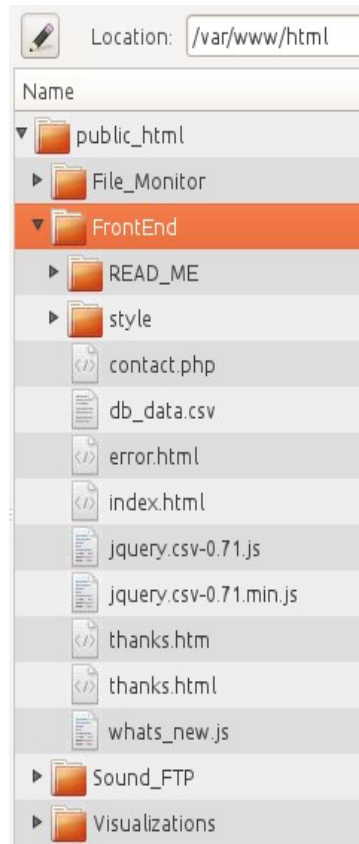 Location: /var/www/html
Name
public_html
File_Monitor
FrontEnd
READ_ME
style
contact.php
db_data.csv
error.html
index.html
jquery.csv-0.71.js
jquery.csv-0.71.min.js
thanks.htm
thanks.html
whats_new.js
Sound_FTP
Visualizations